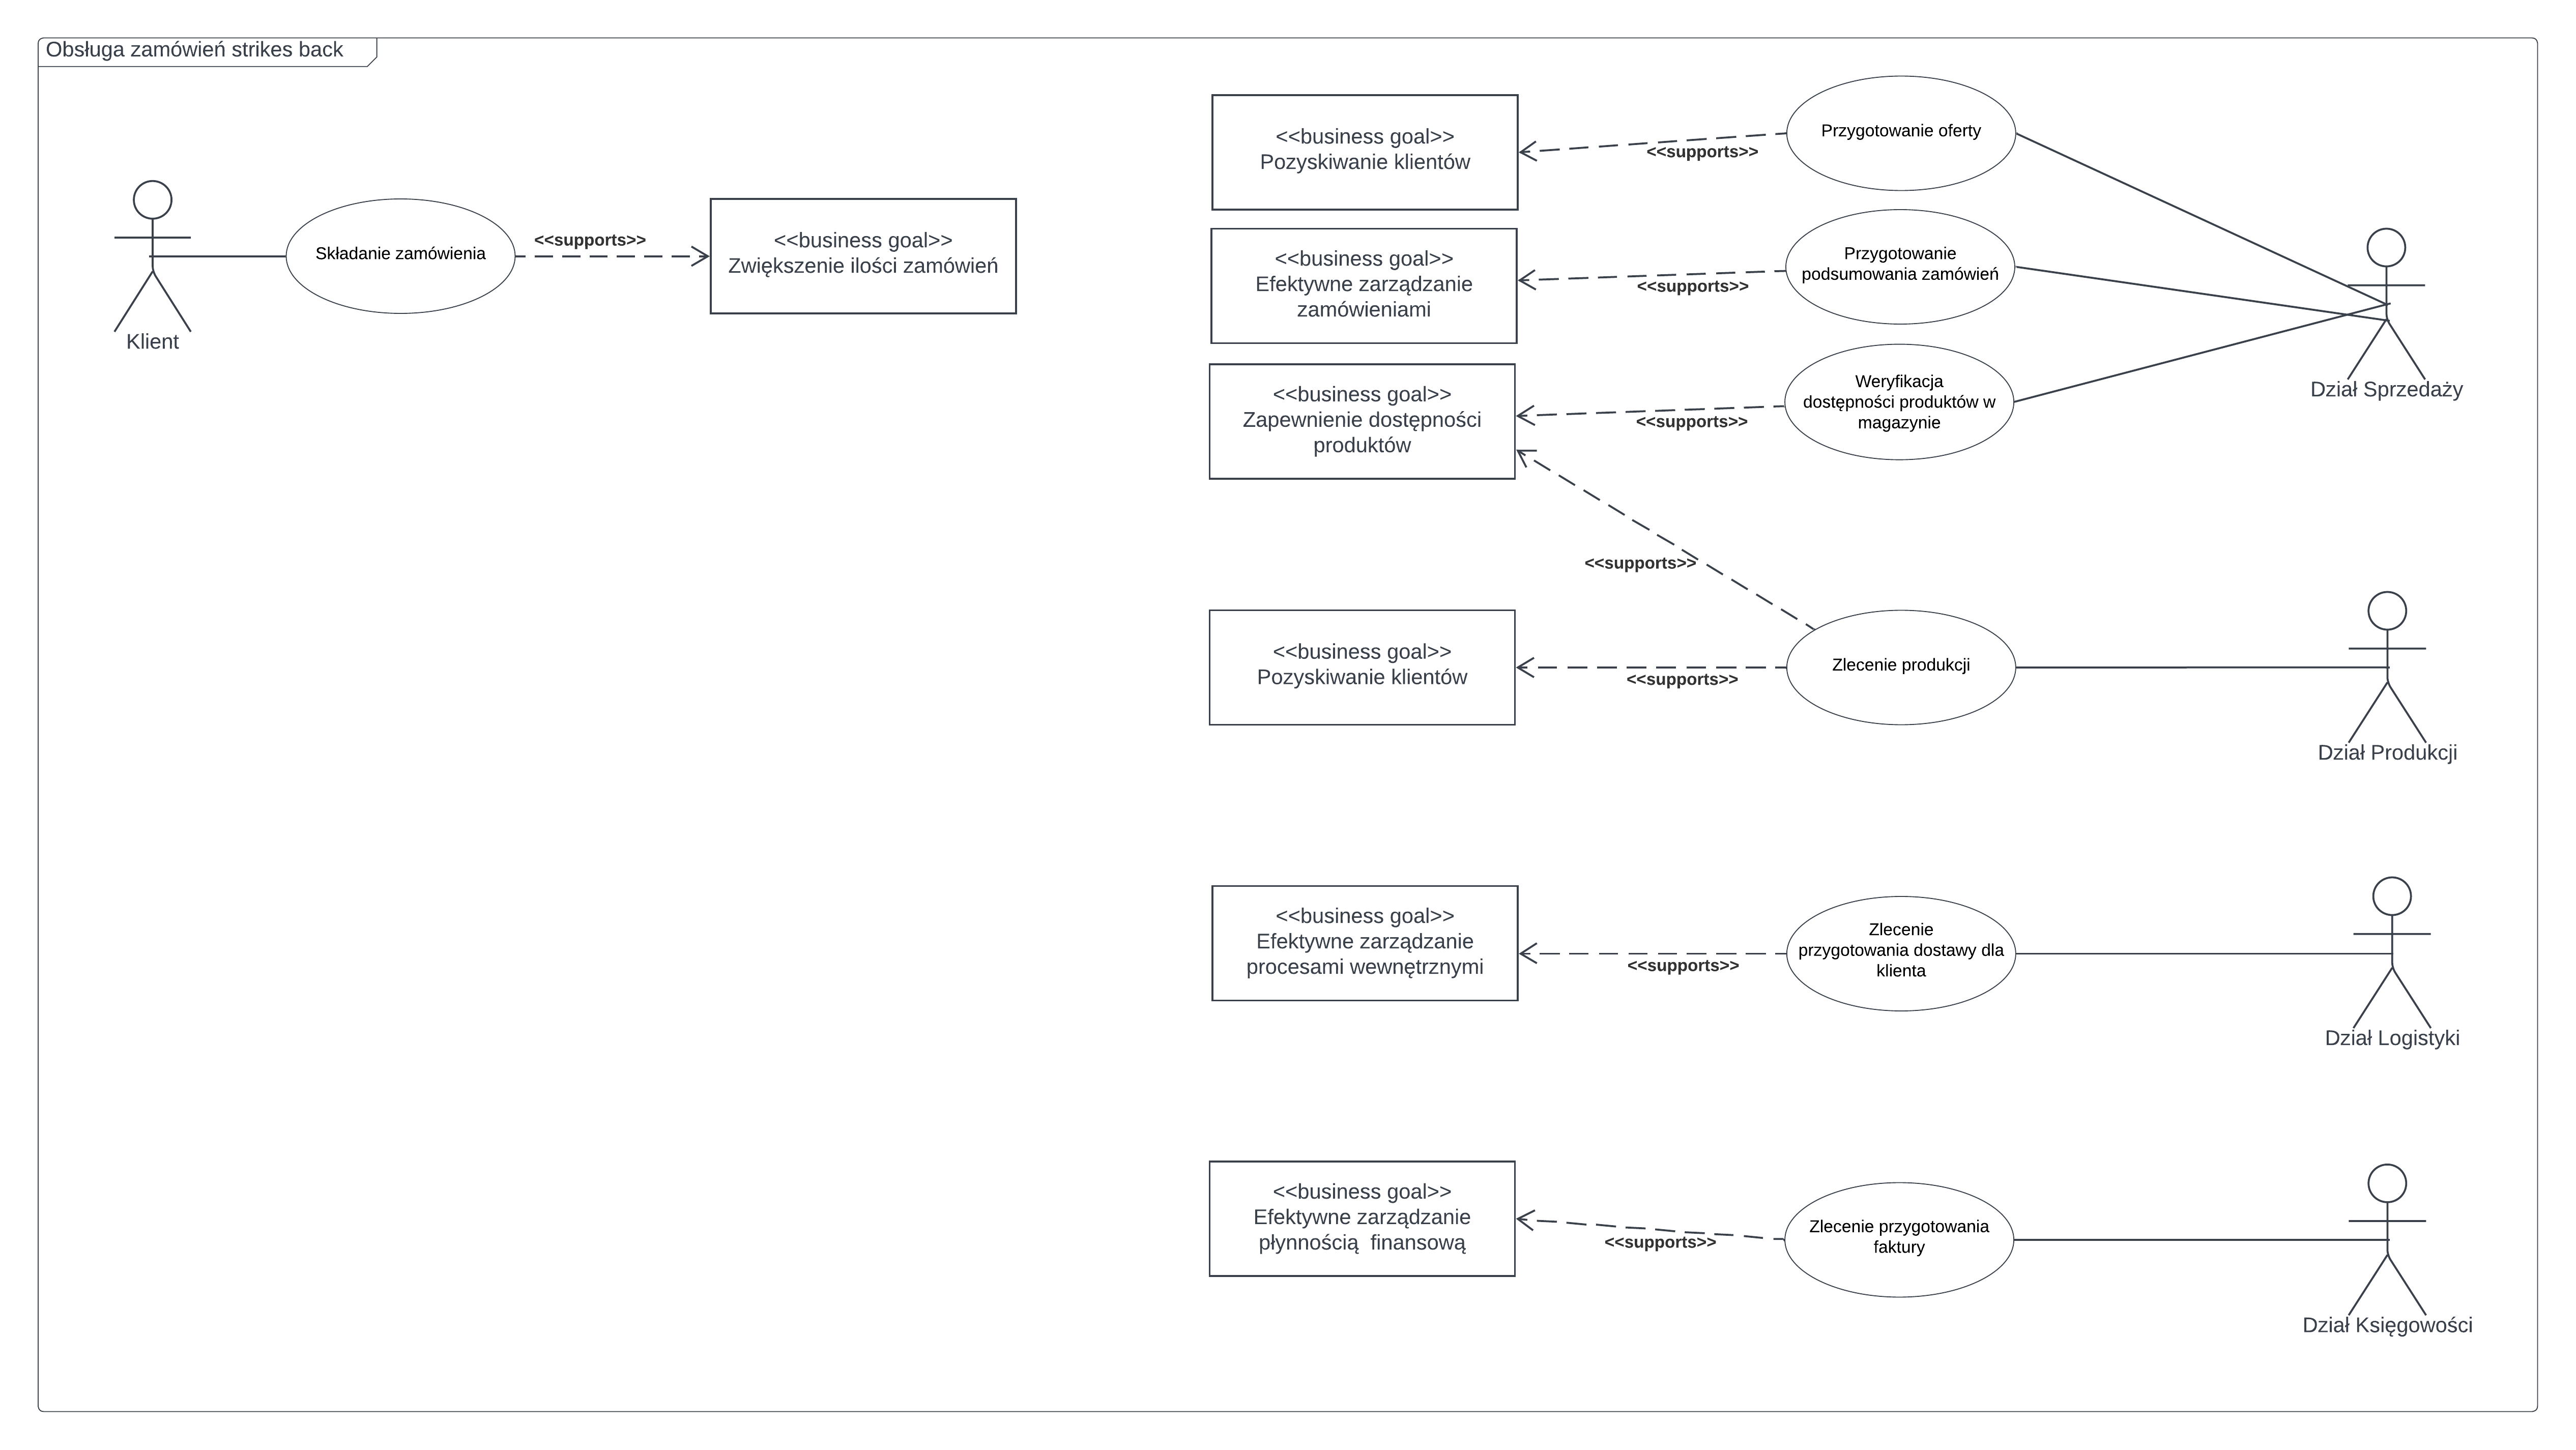 Obsługa zamówień strikes back
Klient
Składanie zamówienia
<<supports>>
<<business goal>>
Zwiększenie ilości zamówień
<<business goal>>
Pozyskiwanie klientów
<<supports>>
Przygotowanie oferty
<<business goal>>
Efektywne zarządzanie
zamówieniami
<<supports>>
Przygotowanie
podsumowania zamówień
<<business goal>>
Zapewnienie dostępności
produktów
<<supports>>
Weryfikacja
dostępności produktów w
magazynie
Dział Sprzedaży
<<supports>>
<<business goal>>
Pozyskiwanie klientów
<<supports>>
Zlecenie produkcji
Dział Produkcji
<<business goal>>
Efektywne zarządzanie
procesami wewnętrznymi
<<supports>>
Zlecenie
przygotowania dostawy dla
klienta
Dział Logistyki
<<business goal>>
Efektywne zarządzanie
płynnością  finansową
<<supports>>
Zlecenie przygotowania
faktury
Dział Księgowości